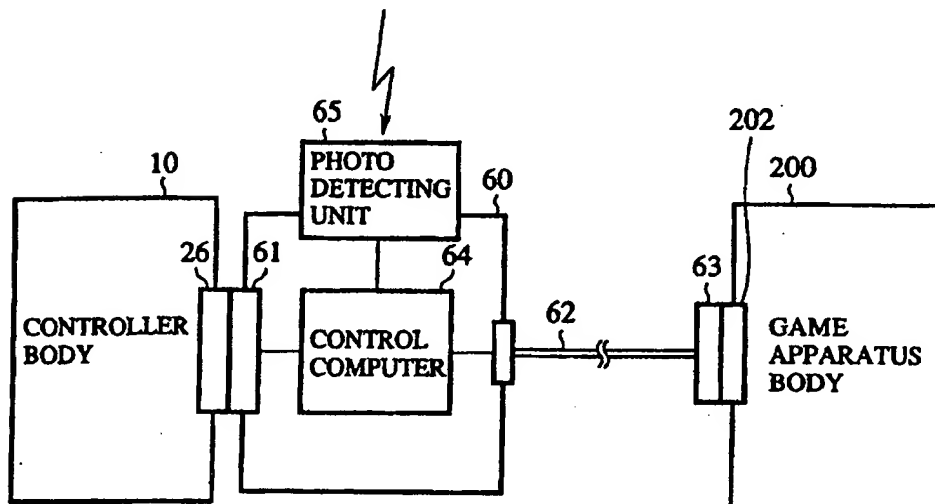 65
202
10
PHOTO
DETECTING
UNIT
60
200
26
61
64
63
CONTROLLER
BODY
CONTROL
COMPUTER
62
GAME
APPARATUS
BODY